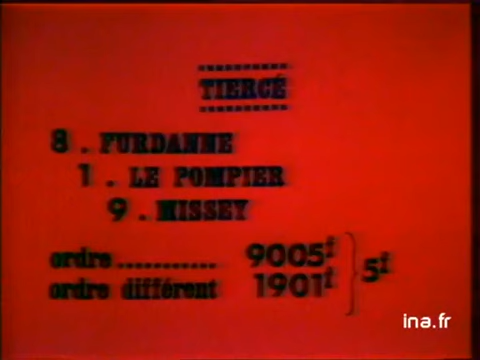 TIERCÉ
8 . FURDANNE
1 . LE POMPIER
9 . MISSEY
ordre........... 9005f
ordre différent 1901f
5f
ina.fr